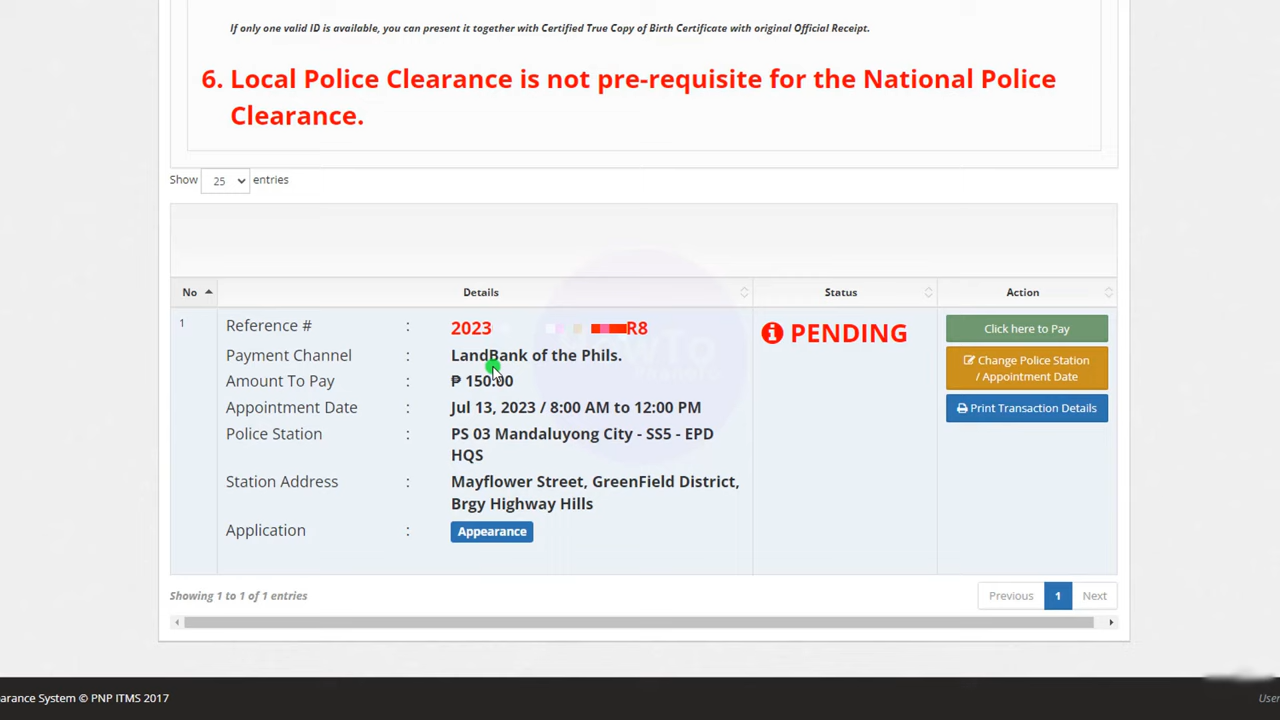 If only one valid ID is available, you can present it together with Certified True Copy of Birth Certificate with original Official Receipt.
6. Local Police Clearance is not pre-requisite for the National Police
Clearance.
Show 25 entries
No Details Status Action
1 Reference # : 2023 R8 PENDING Click here to Pay
Payment Channel : LandBank of the Phils.
Change Police Station
/ Appointment Date
Amount To Pay : ₱ 150.00
Appointment Date : Jul 13, 2023 / 8:00 AM to 12:00 PM Print Transaction Details
Police Station : PS 03 Mandaluyong City - SS5 - EPD
HQS
Station Address : Mayflower Street, GreenField District,
Brgy Highway Hills
Application : Appearance
Showing 1 to 1 of 1 entries Previous 1 Next
arance System © PNP ITMS 2017 User